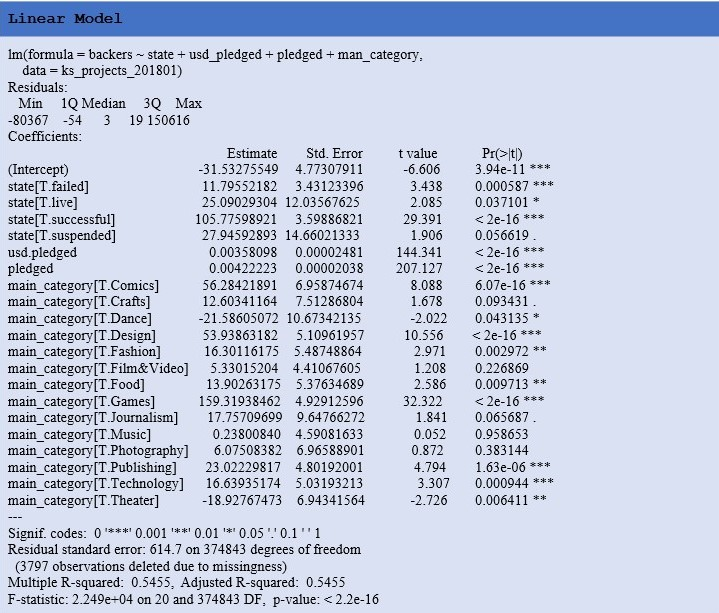 Linear Model
lm(formula = backers ~ state + usd_pledged + pledged + man_category,
data = ks_projects_201801)
Residuals:
Min 1Q Median 3Q Max
-80367 -54 3 19 150616
Coefficients:
Estimate Std. Error t value Pr(>|t|)
(Intercept) -31.53275549 4.77307911 -6.606 3.94e-11 ***
state[T.failed] 11.79552182 3.43123396 3.438 0.000587 ***
state[T.live] 25.09029304 12.03567625 2.085 0.037101 *
state[T.successful] 105.77598921 3.59886821 29.391 < 2e-16 ***
state[T.suspended] 27.94592893 14.66021333 1.906 0.056619 .
usd.pledged 0.00358098 0.00002481 144.341 < 2e-16 ***
pledged 0.00422223 0.00002038 207.127 < 2e-16 ***
main_category[T.Comics] 56.28421891 6.95874674 8.088 6.07e-16 ***
main_category[T.Crafts] 12.60341164 7.51286804 1.678 0.093431 .
main_category[T.Dance] -21.58605072 10.67342135 -2.022 0.043135 *
main_category[T.Design] 53.93863182 5.10961957 10.556 < 2e-16 ***
main_category[T.Fashion] 16.30116175 5.48748864 2.971 0.002972 **
main_category[T.Film&Video] 5.33015204 4.41067605 1.208 0.226869
main_category[T.Food] 13.90263175 5.37634689 2.586 0.009713 **
main_category[T.Games] 159.31938462 4.92912596 32.322 < 2e-16 ***
main_category[T.Journalism] 17.75709699 9.64766272 1.841 0.065687 .
main_category[T.Music] 0.23800840 4.59081633 0.052 0.958653
main_category[T.Photography] 6.07508382 6.96588901 0.872 0.383144
main_category[T.Publishing] 23.02229817 4.80192001 4.794 1.63e-06 ***
main_category[T.Technology] 16.63935174 5.03193213 3.307 0.000944 ***
main_category[T.Theater] -18.92767473 6.94341564 -2.726 0.006411 **
---
Signif. codes: 0 '***' 0.001 '**' 0.01 '*' 0.05 '.' 0.1 ' ' 1
Residual standard error: 614.7 on 374843 degrees of freedom
(3797 observations deleted due to missingness)
Multiple R-squared: 0.5455, Adjusted R-squared: 0.5455
F-statistic: 2.249e+04 on 20 and 374843 DF, p-value: < 2.2e-16